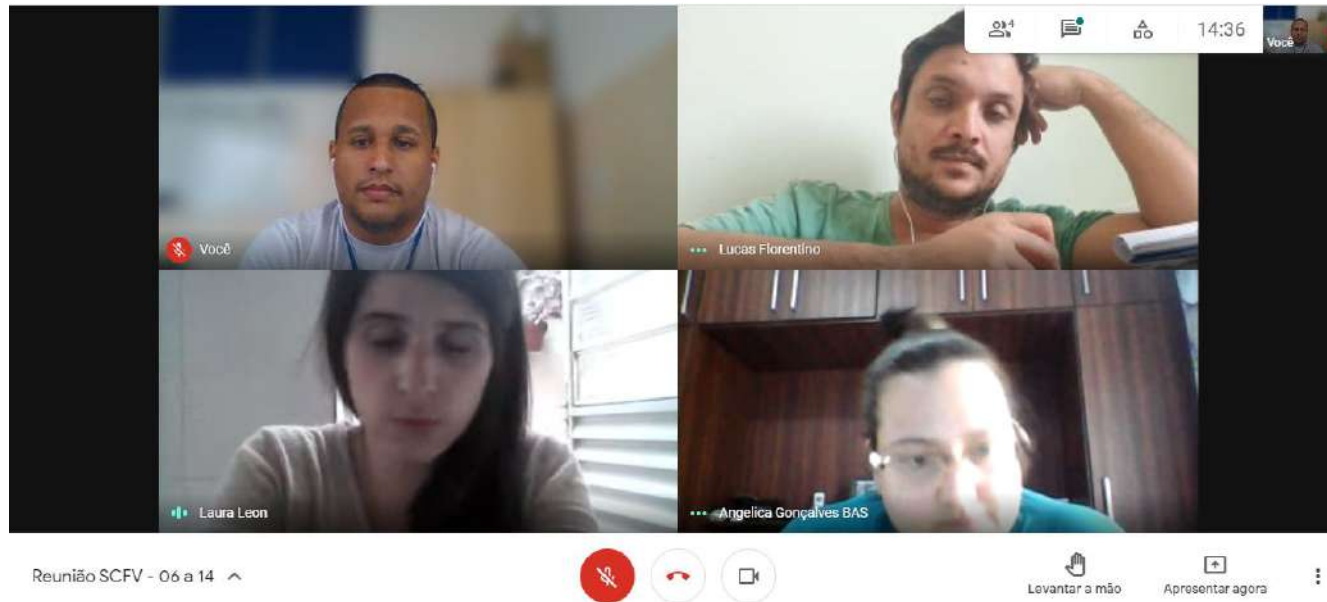 4
14:36
Você
Você
Lucas Florentino
Laura Leon
Angelica Gonçalves BAS
Reunião SCFV - 06 a 14
Levantar a mão
Apresentar agora